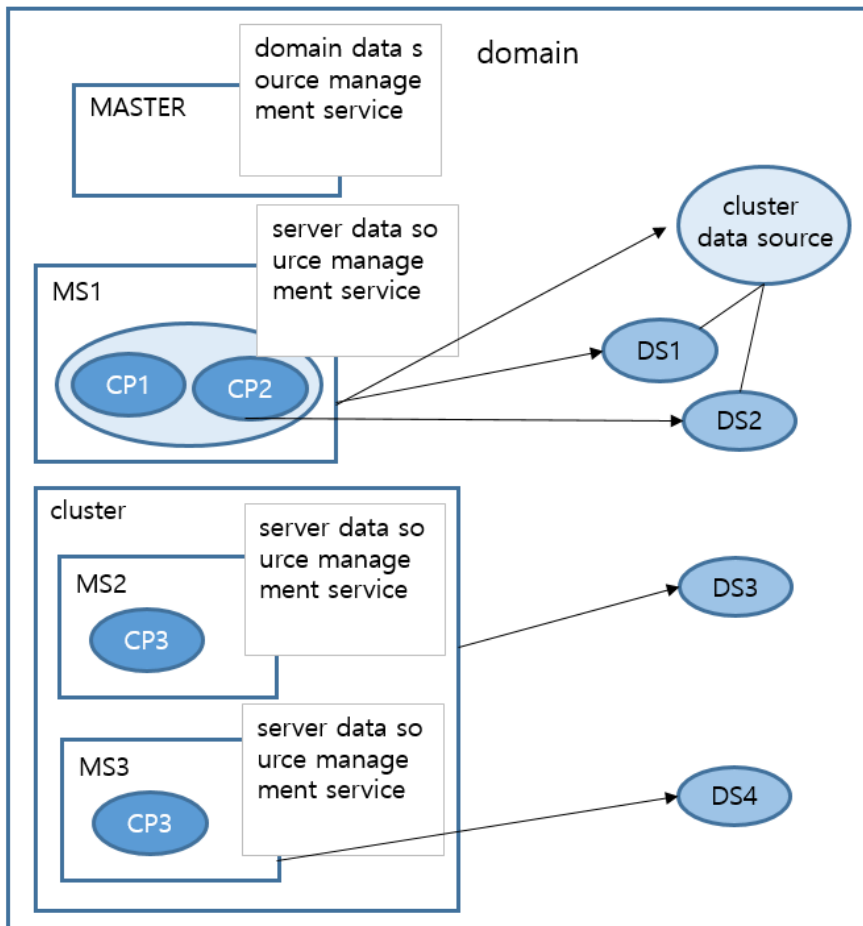 domain data s
ource manage
ment service
domain
MASTER
cluster
data source
server data so
urce manage
ment service
MS1
DS1
CP1
CP2
DS2
cluster
server data so
urce manage
ment service
MS2
CP3
DS3
server data so
urce manage
ment service
MS3
CP3
DS4